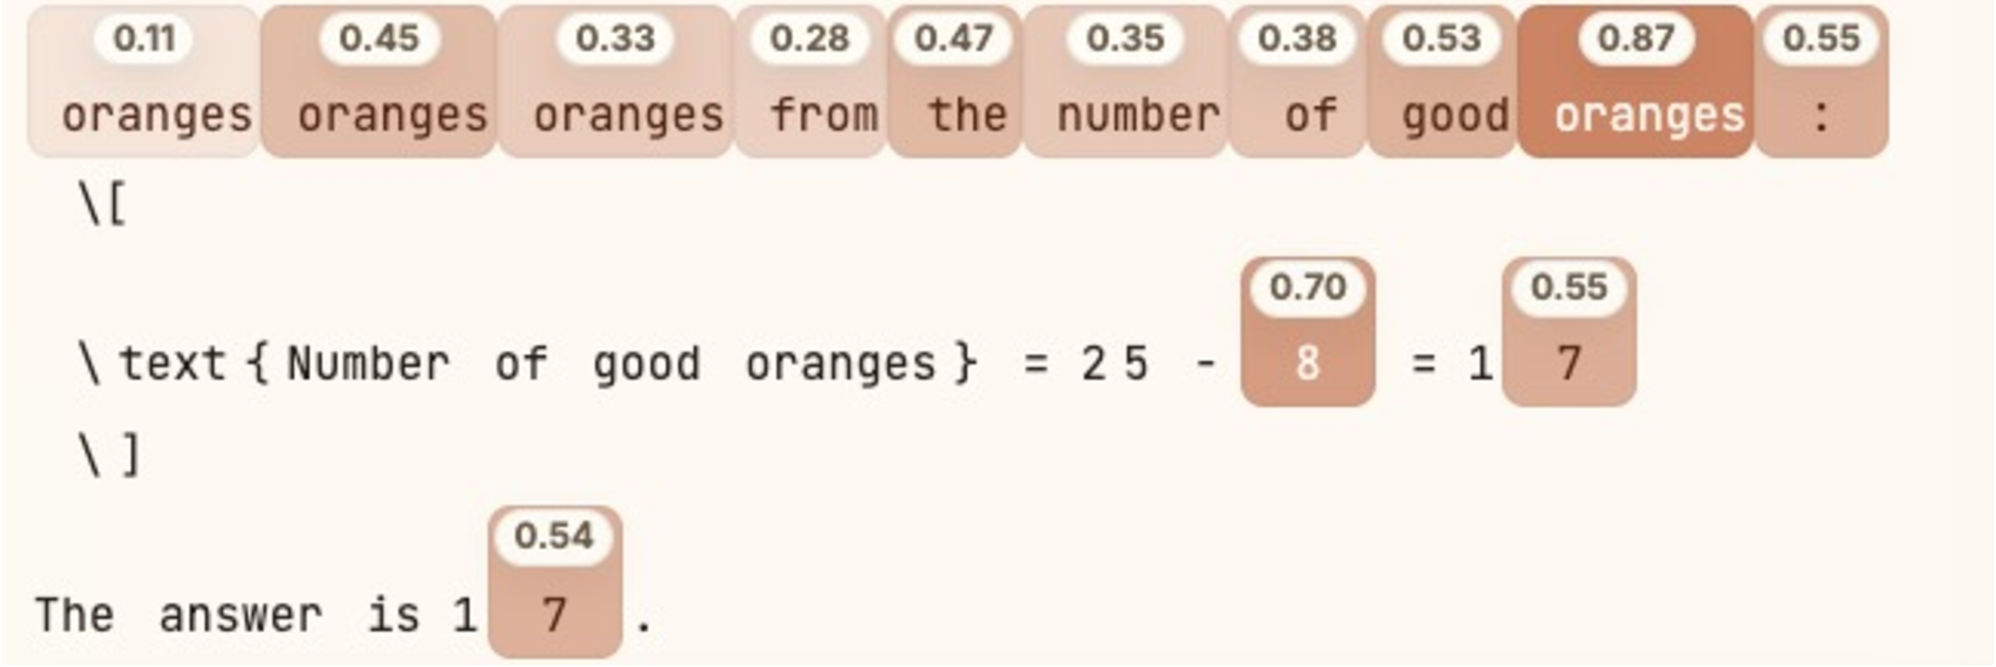 0.11 0.45 0.33 0.28 0.47 0.35 0.38 0.53 0.87 0.55
oranges oranges oranges from the number of good oranges :
\[
0.70 0.55
\text{Number of good oranges} = 25 - 8 = 17
\]
0.54
The answer is 17.